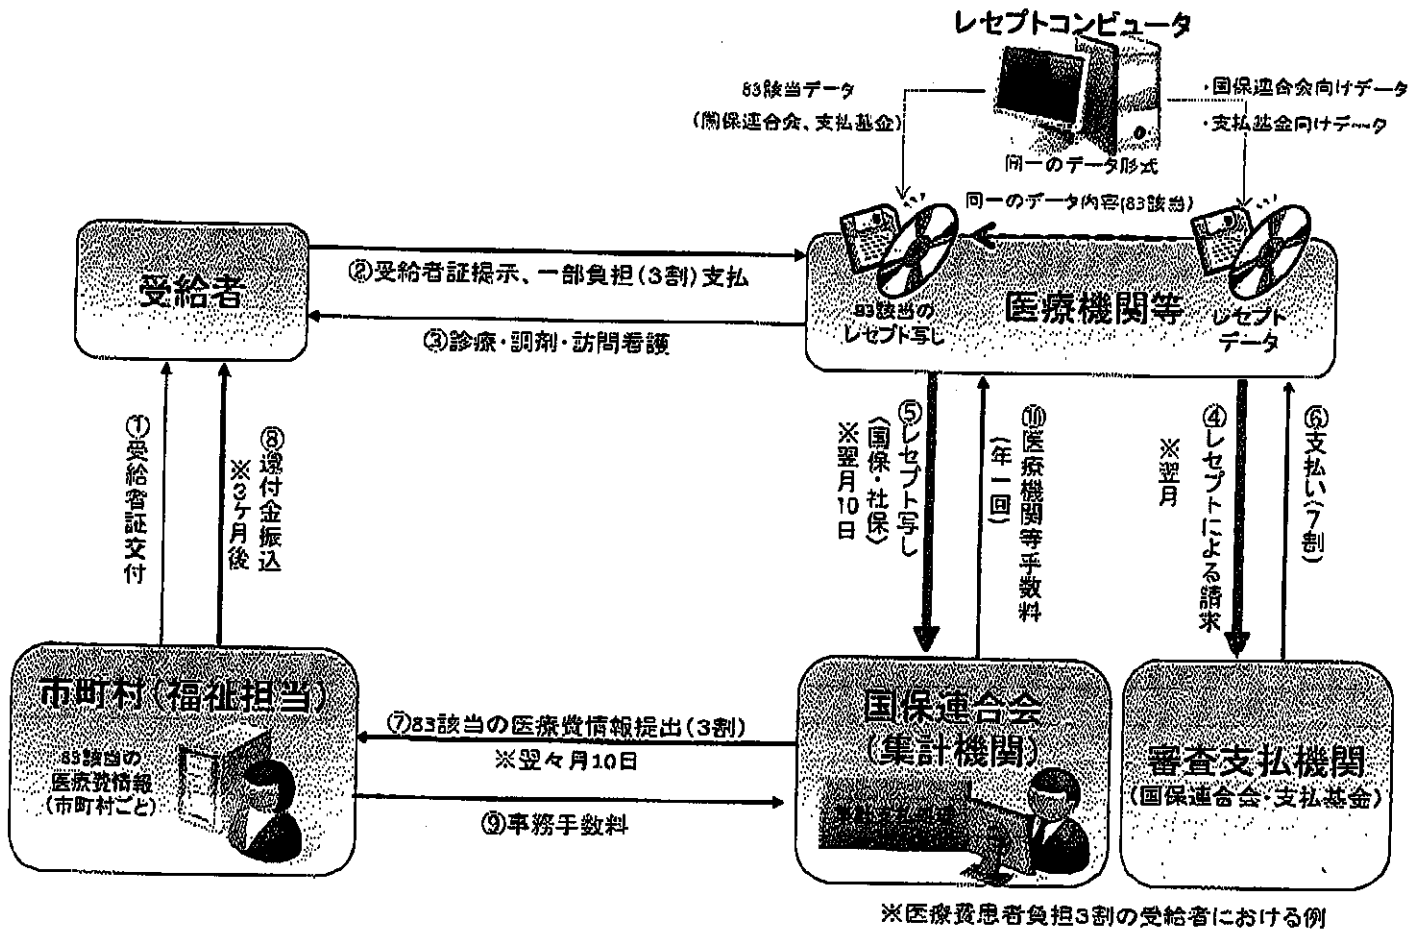 レセプトコンピュータ
83該当データ
(国保連合会、支払基金)
・国保連合会向けデータ
・支払基金向けデータ
同一のデータ形式
同一のデータ内容(83該当)
受給者
②受給者証提示、一部負担(3割)支払
③診療・調剤・訪問看護
医療機関等
83該当の
レセプト写し
レセプト
データ
①受給者証交付
⑧還付金振込
※3ヶ月後
⑤レセプト写し
(国保・社保)
※翌月10日
⑩医療機関等手数料
(年一回)
④レセプトによる請求
※翌月
⑥支払い(7割)
市町村(福祉担当)
83該当の
医療費情報
(市町村ごと)
⑦83該当の医療費情報提出(3割)
※翌々月10日
⑨事務手数料
国保連合会
(集計機関)
審査支払機関
(国保連合会・支払基金)
※医療費患者負担3割の受給者における例